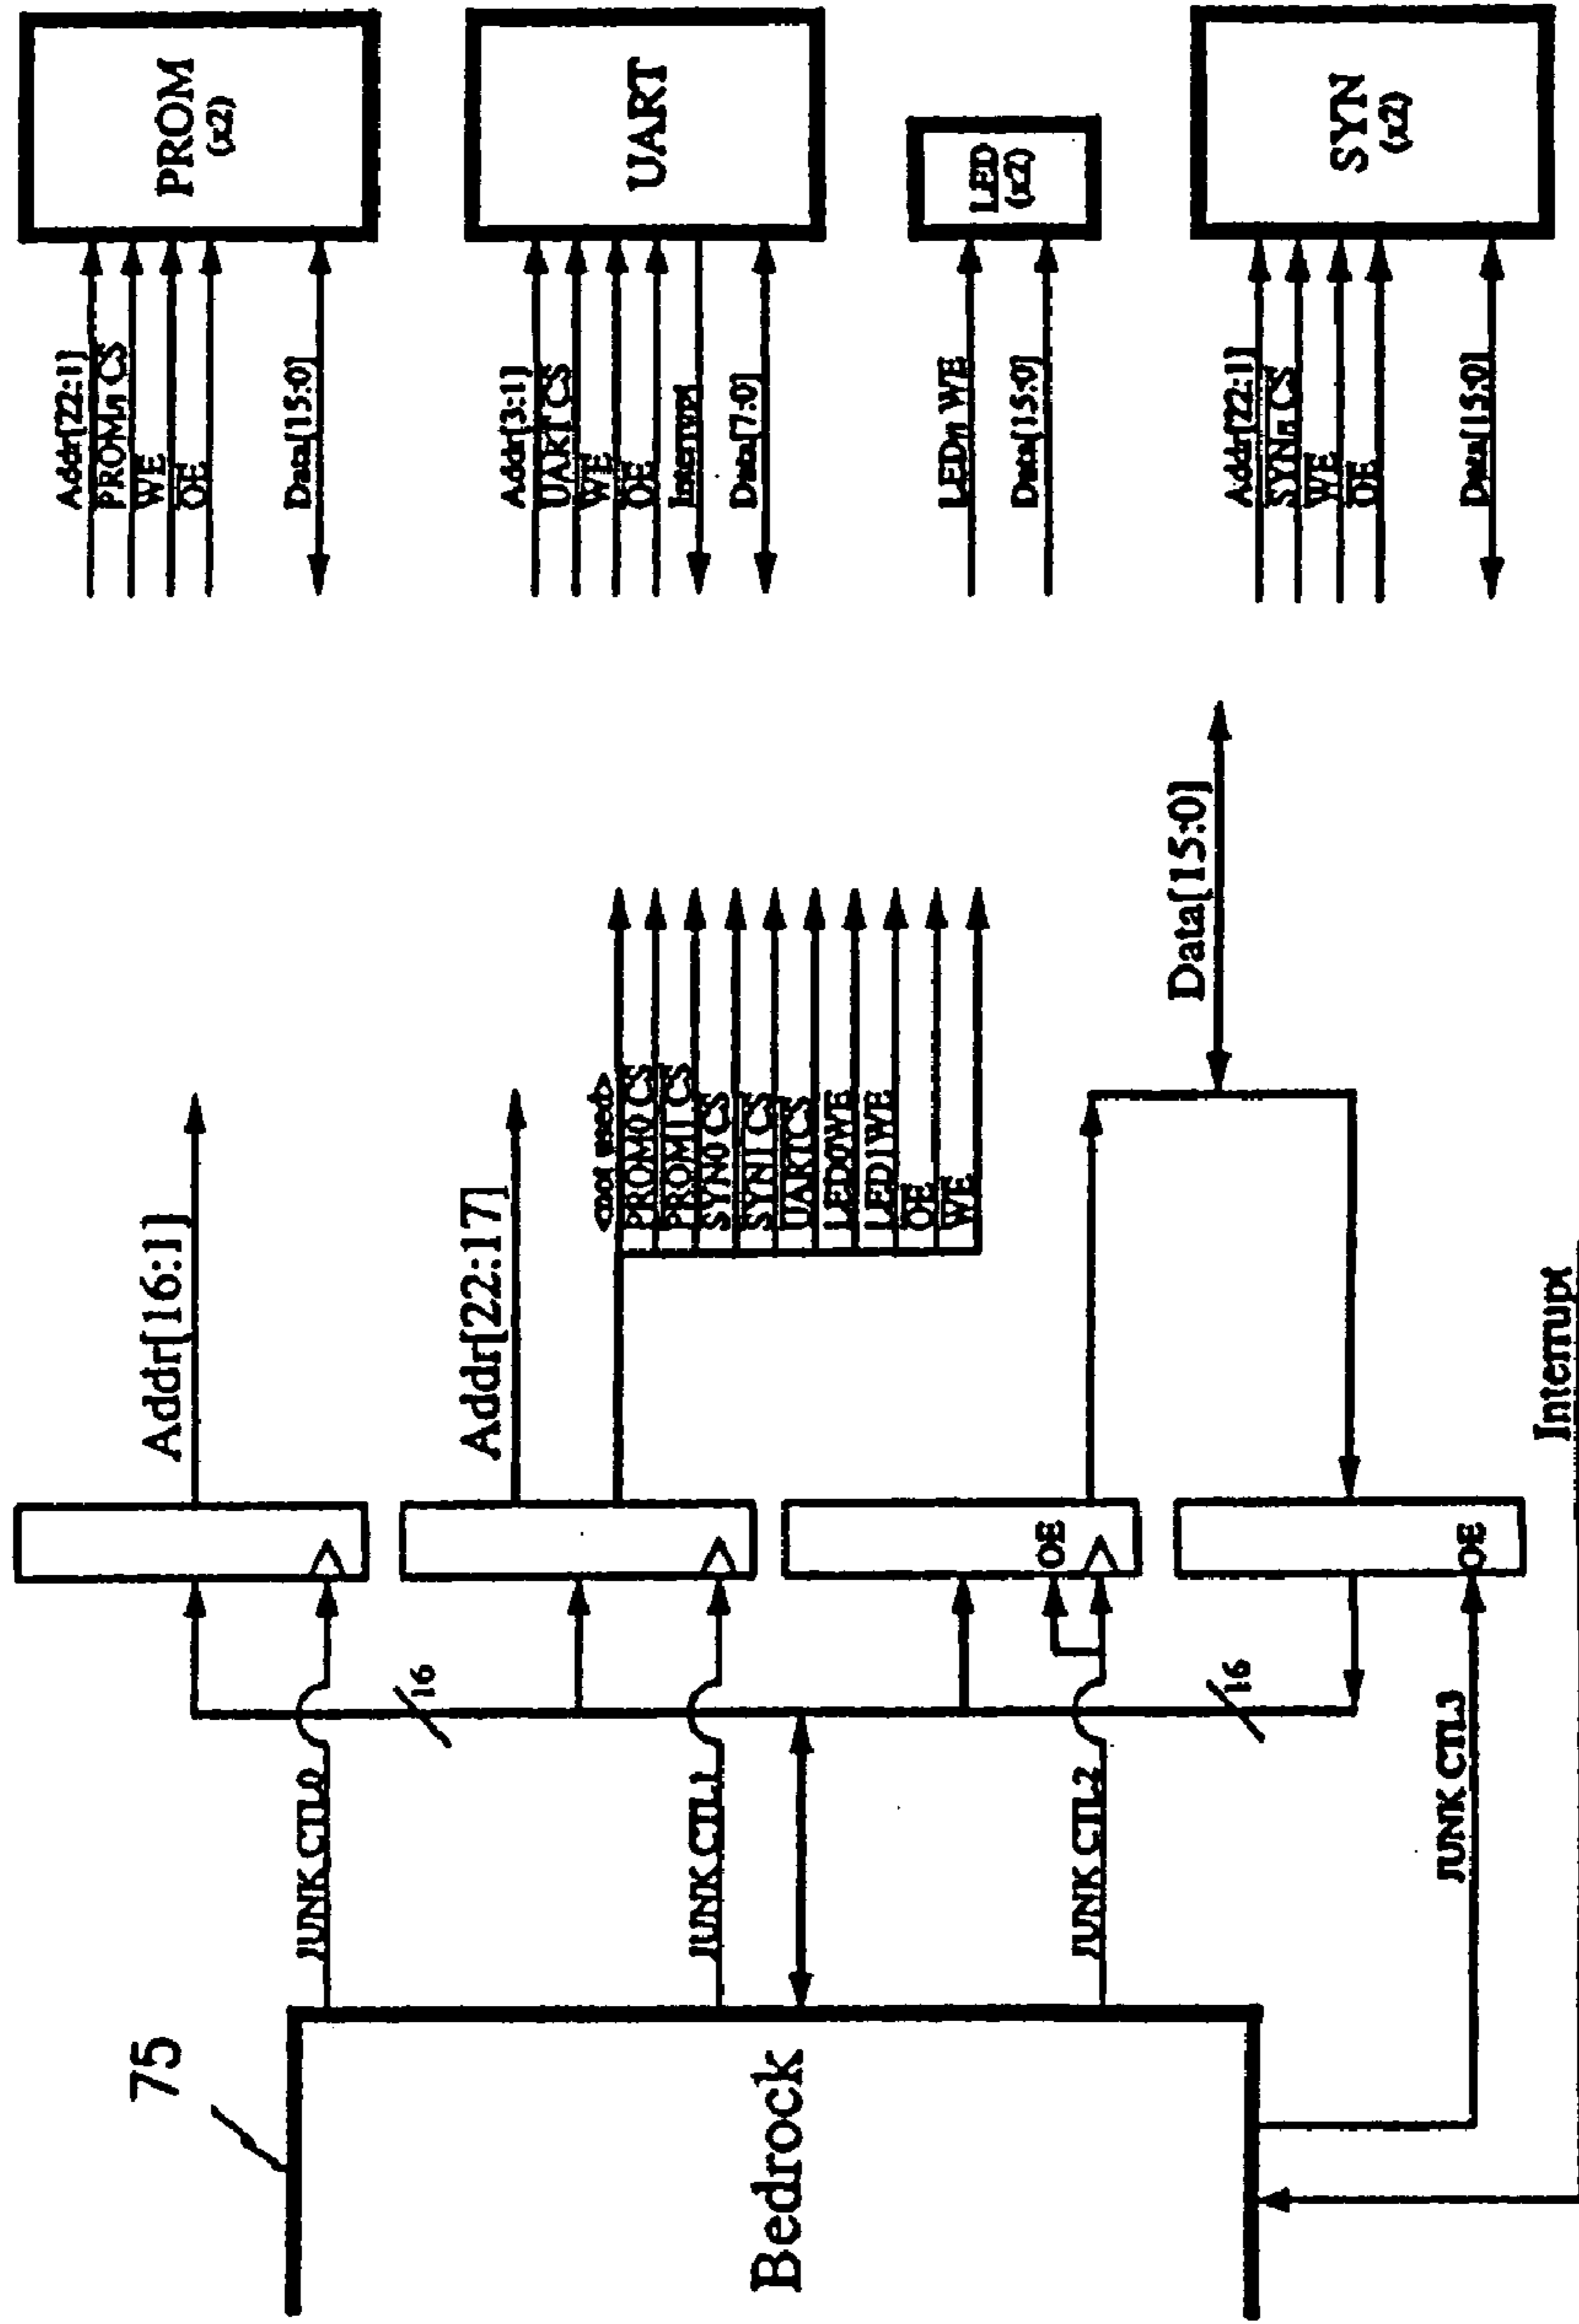 75
Bedrock
JUNK CTL0
JUNK CTL1
JUNK CTL2
JUNK CTL3
16
16
OE
OE
Interrupt
Addr[16:1]
Addr[22:17]
PROM0 CS
PROM1 CS
SYN0 CS
SYN1 CS
UART CS
LED0 WE
LED1 WE
OE
WE
Data[15:0]
Addr[22:1]
PROMn CS
WE
OE
Data[15:0]
PROM
(x2)
Addr[3:1]
UART CS
WE
OE
Interrupt
Data[7:0]
UART
LEDn WE
Data[15:0]
LED
(x2)
Addr[22:1]
SYNn CS
WE
OE
Data[15:0]
SYN
(x2)